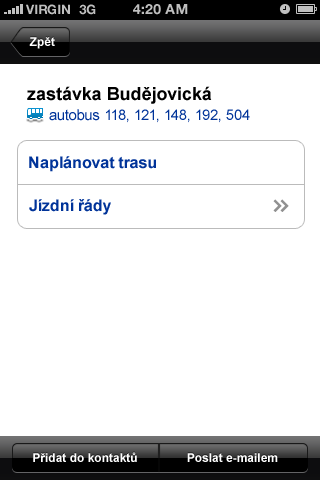 VIRGIN 3G 4:20 AM
Zpět
zastávka Budějovická
autobus 118, 121, 148, 192, 504
Naplánovat trasu
Jízdní řády
Přidat do kontaktů Poslat e-mailem